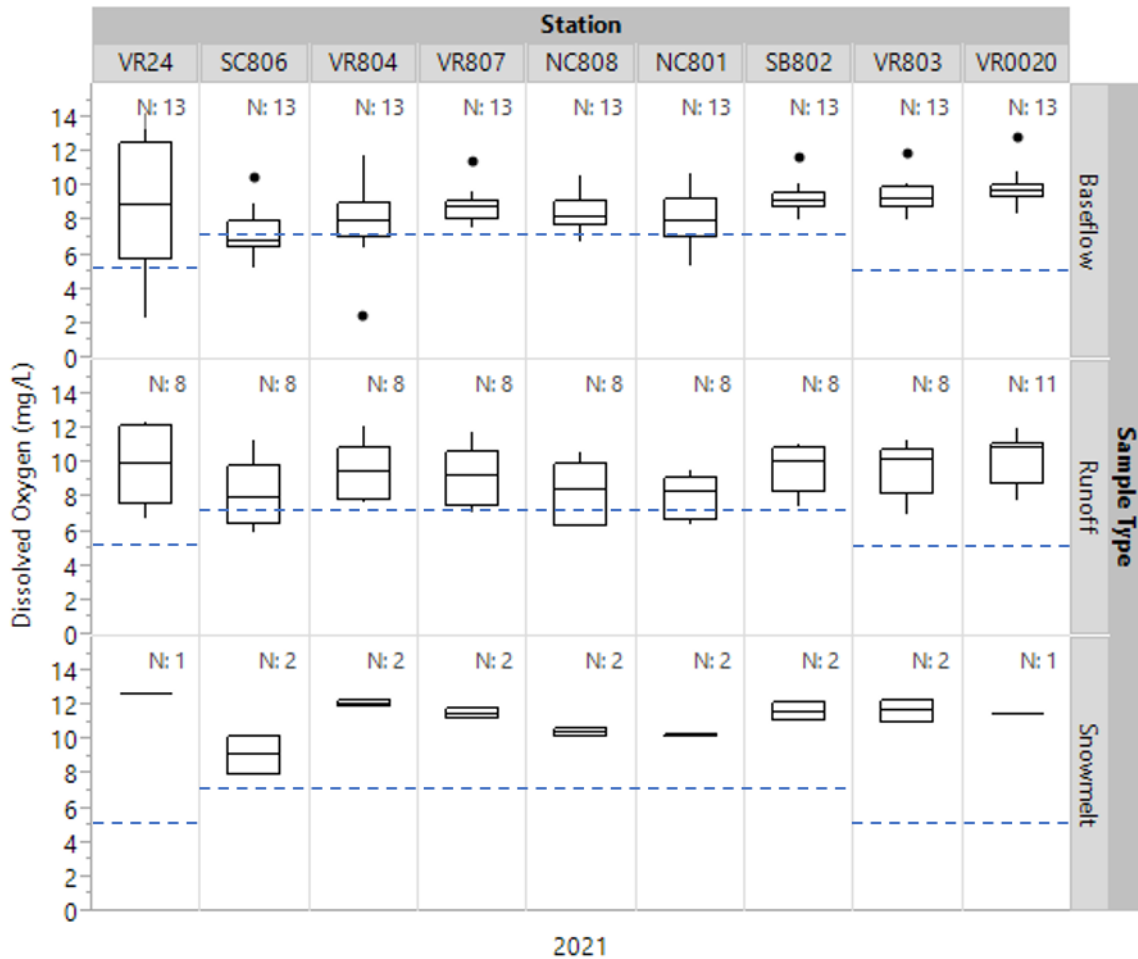 Station
VR24 SC806 VR804 VR807 NC808 NC801 SB802 VR803 VR0020
N: 13 N: 13 N: 13 N: 13 N: 13 N: 13 N: 13 N: 13 N: 13
14
12
10
8
6
4
2
0
Baseflow
N: 8 N: 8 N: 8 N: 8 N: 8 N: 8 N: 8 N: 8 N: 11
14
12
10
8
6
4
2
0
Runoff
N: 1 N: 2 N: 2 N: 2 N: 2 N: 2 N: 2 N: 2 N: 1
14
12
10
8
6
4
2
0
Snowmelt
Dissolved Oxygen (mg/L)
Sample Type
2021